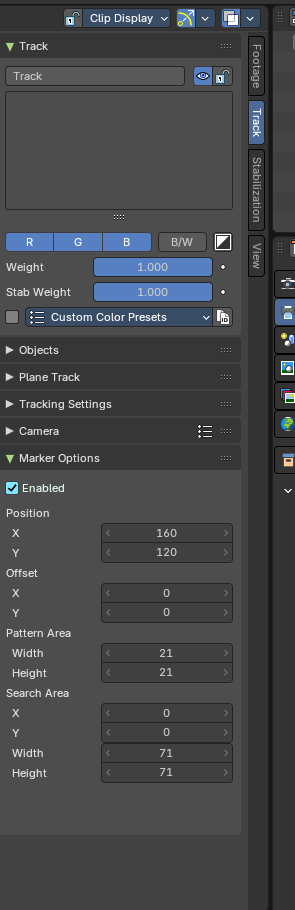 Clip Display
Track
Track
R G B B/W
Weight 1.000
Stab Weight 1.000
Custom Color Presets
Objects
Plane Track
Tracking Settings
Camera
Marker Options
Enabled
Position
X 160
Y 120
Offset
X 0
Y 0
Pattern Area
Width 21
Height 21
Search Area
X 0
Y 0
Width 71
Height 71
Footage
Track
Stabilization
View